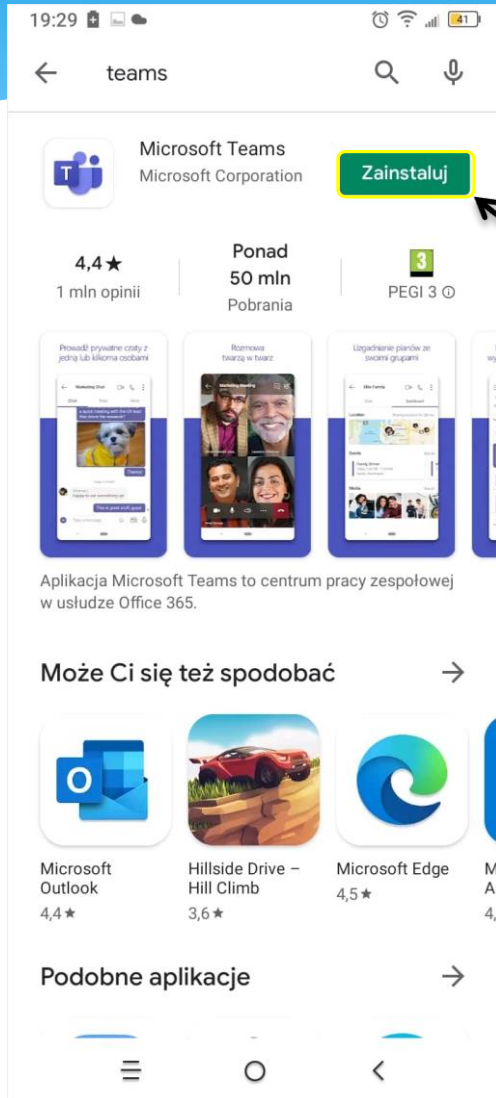 19:29
41
teams
Microsoft Teams
Microsoft Corporation
Zainstaluj
4,4★
1 mln opinii
Ponad
50 mln
Pobrania
3
PEGI 3
Prowadź prywatne czaty z
jedną lub kilkoma osobami
Rozmowa
twarzą w twarz
Uzgadnianie planów ze
swoimi grupami
Aplikacja Microsoft Teams to centrum pracy zespołowej
w usłudze Office 365.
Może Ci się też spodobać
Microsoft
Outlook
4,4★
Hillside Drive –
Hill Climb
3,6★
Microsoft Edge
4,5★
M
A
4,
Podobne aplikacje